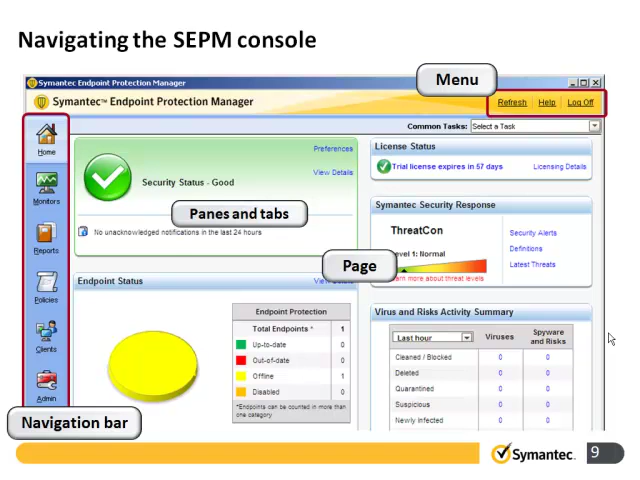 Navigating the SEPM console
Menu
Symantec Endpoint Protection Manager
Symantec™ Endpoint Protection Manager
Refresh | Help | Log Off
Common Tasks: Select a Task
Home
Monitors
Reports
Policies
Clients
Admin
Navigation bar
Preferences
Security Status - Good
View Details
Panes and tabs
No unacknowledged notifications in the last 24 hours
License Status
Trial license expires in 57 days
Licensing Details
Symantec Security Response
ThreatCon
Level 1: Normal
Page
Learn more about threat levels
Security Alerts
Definitions
Latest Threats
Endpoint Status
View
Endpoint Protection
Total Endpoints * 1
Up-to-date 0
Out-of-date 0
Offline 1
Disabled 0
*Endpoints can be counted in more than
one category
Virus and Risks Activity Summary
Last hour Viruses Spyware
and Risks
Cleaned / Blocked 0 0
Deleted 0 0
Quarantined 0 0
Suspicious 0 0
Newly Infected 0 0
Symantec.
9